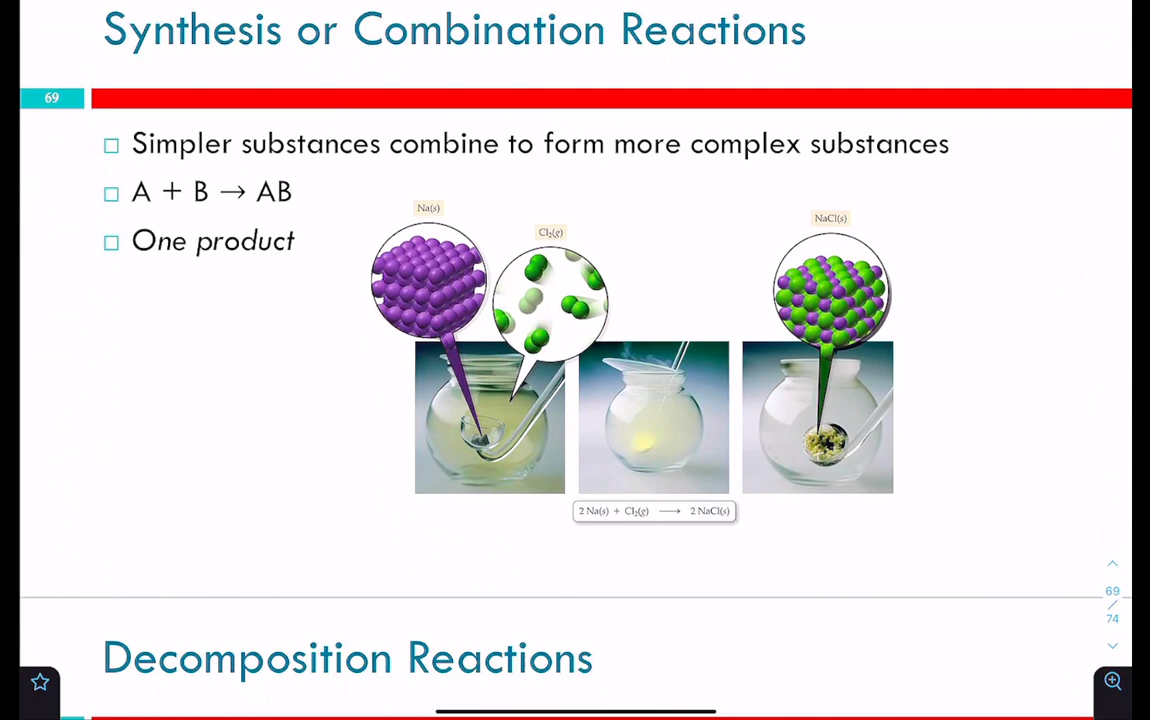 Synthesis or Combination Reactions
69
□ Simpler substances combine to form more complex substances
□ A + B → AB
□ One product
Na(s)
Cl₂(g)
NaCl(s)
2 Na(s) + Cl₂(g) ⟶ 2 NaCl(s)
69
/
74
Decomposition Reactions